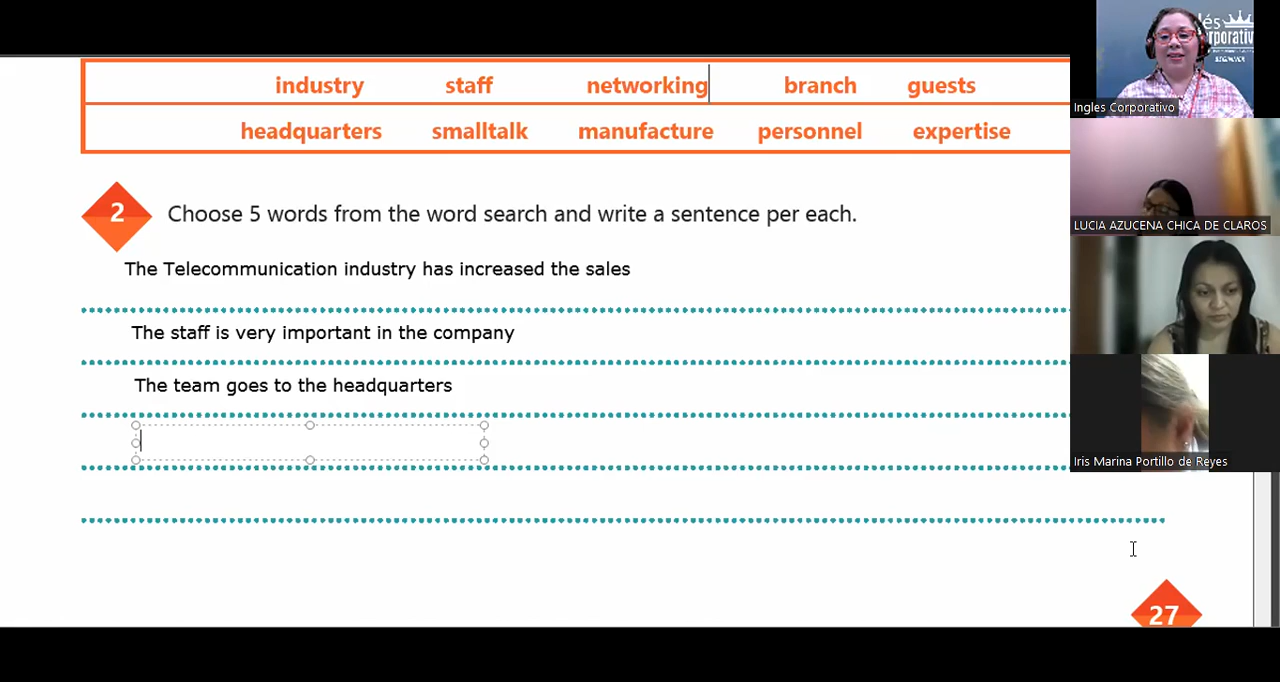 industry staff networking branch guests
headquarters smalltalk manufacture personnel expertise
2 Choose 5 words from the word search and write a sentence per each.
The Telecommunication industry has increased the sales
The staff is very important in the company
The team goes to the headquarters
27
Ingles Corporativo
LUCIA AZUCENA CHICA DE CLAROS
Iris Marina Portillo de Reyes